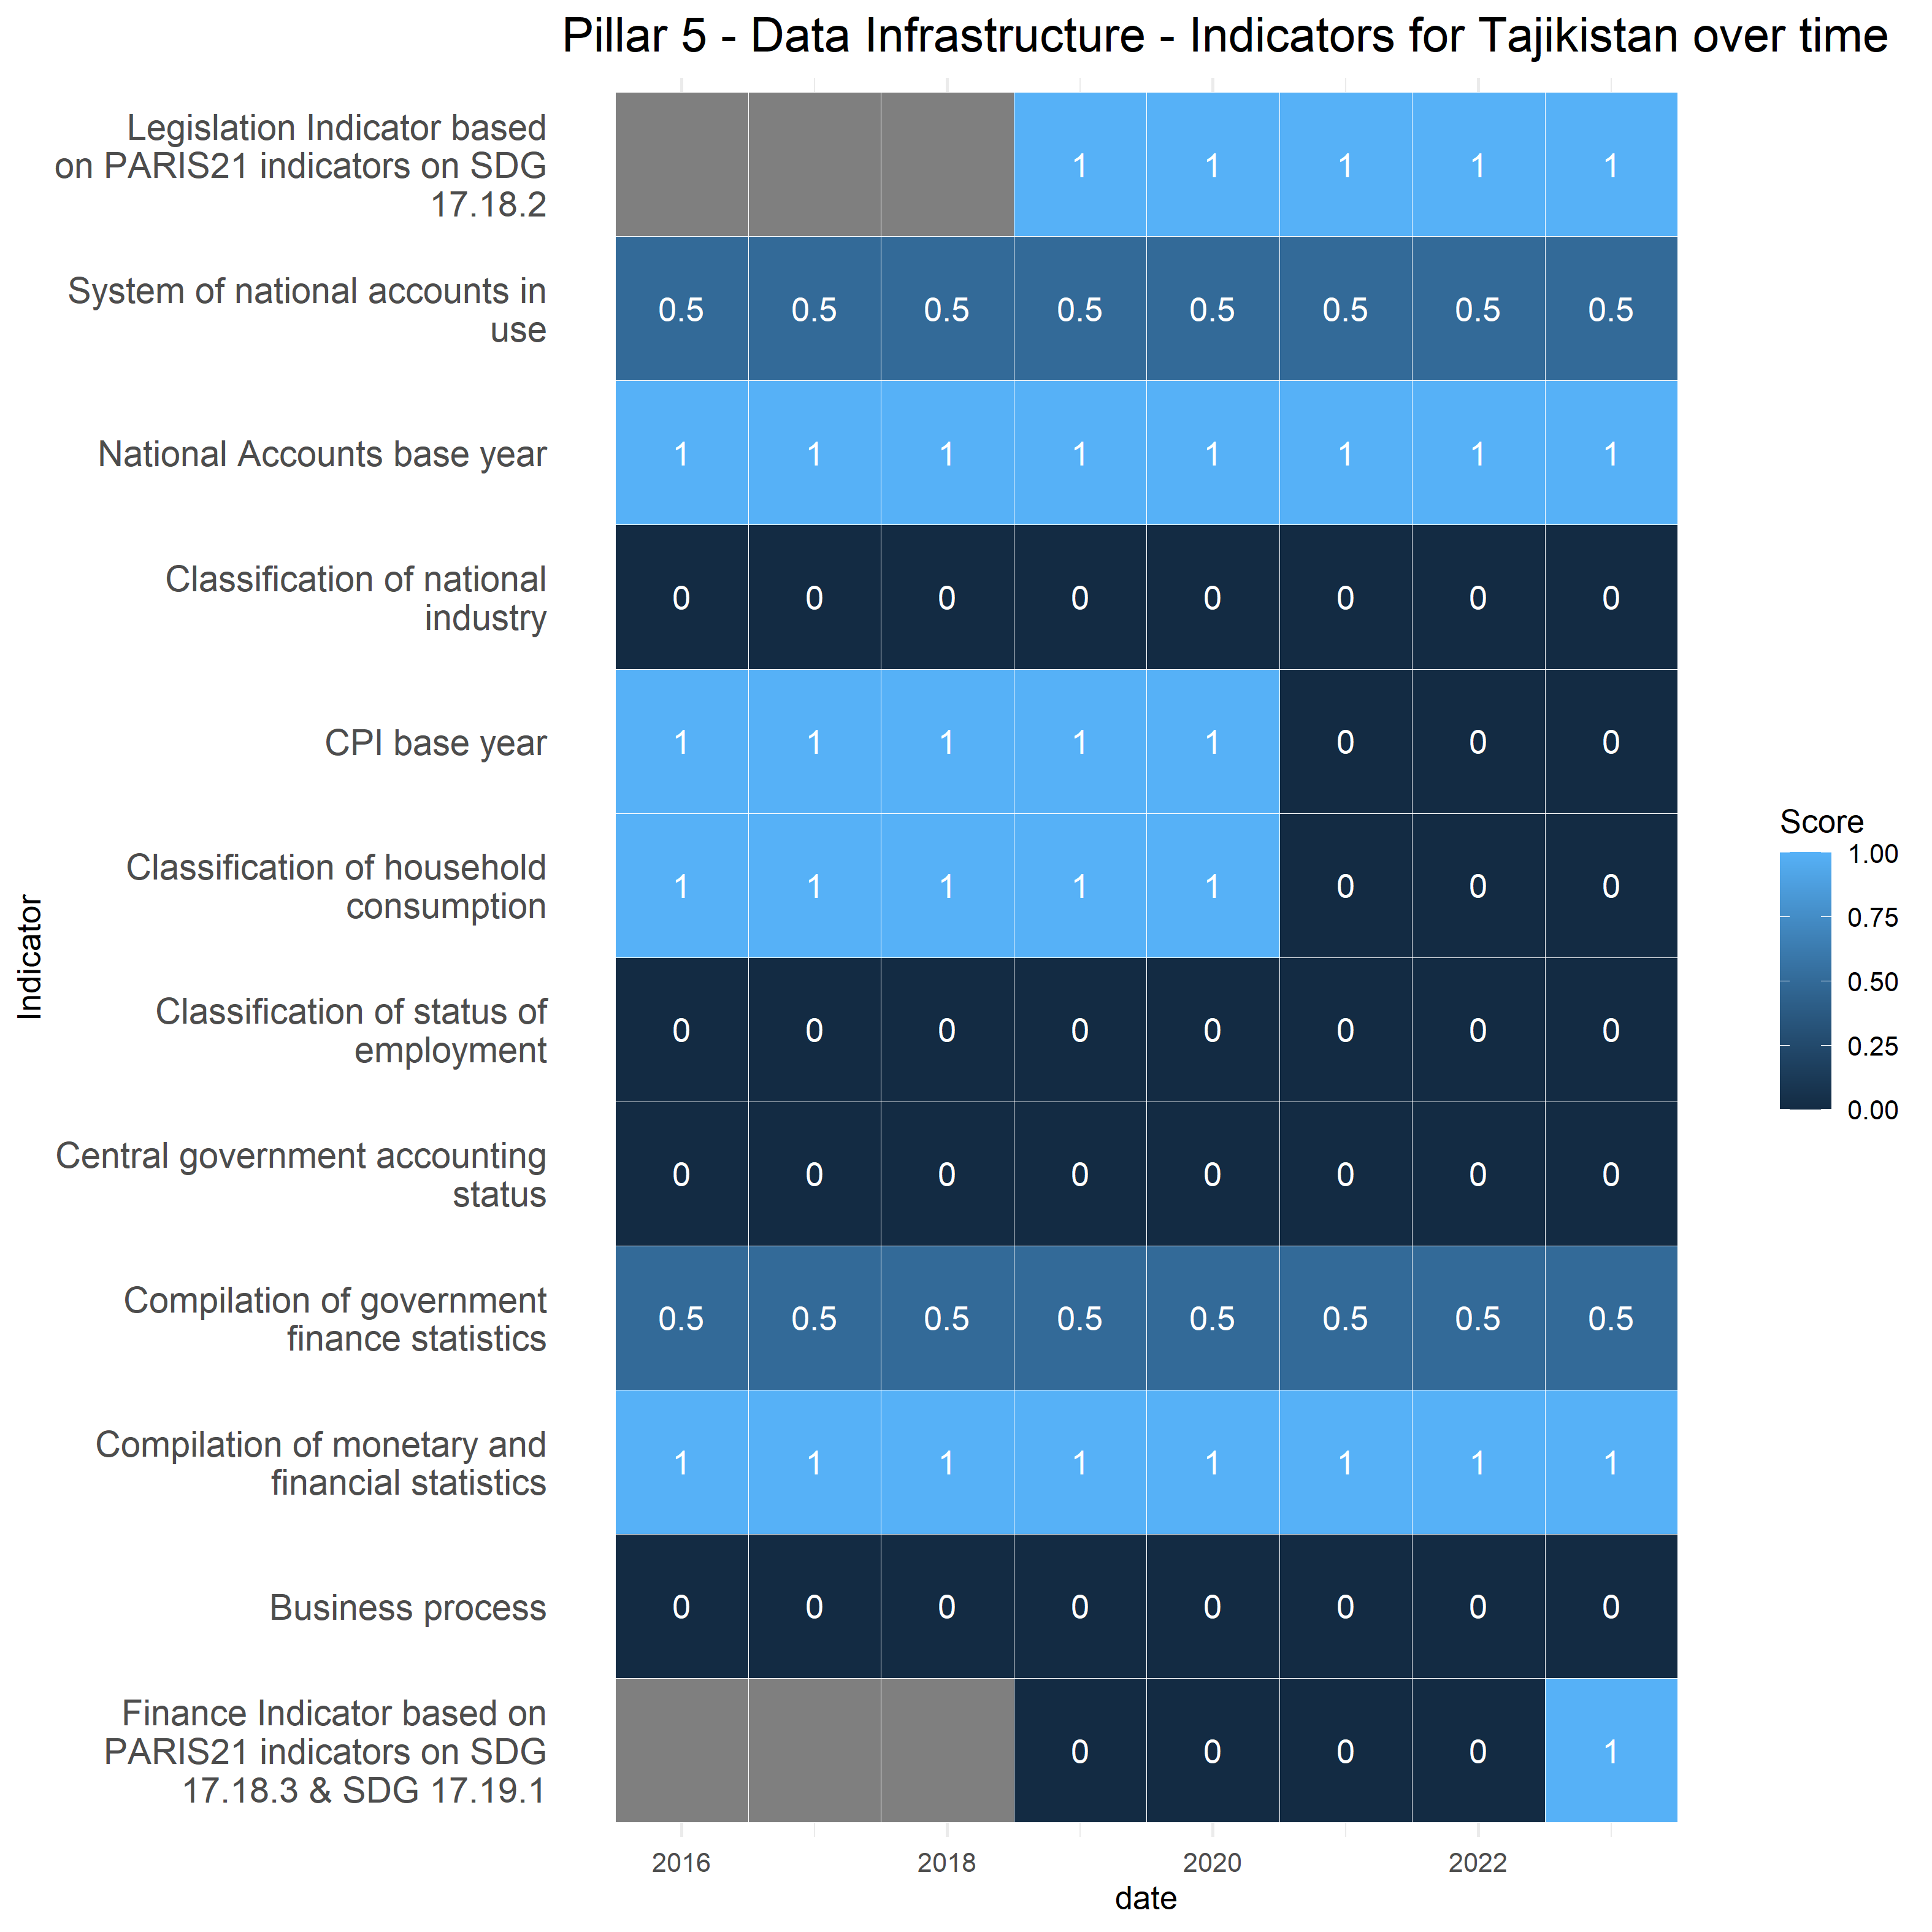 Pillar 5 - Data Infrastructure - Indicators for Tajikistan over time
Legislation Indicator based
on PARIS21 indicators on SDG
17.18.2
1 1 1 1 1
System of national accounts in
use
0.5 0.5 0.5 0.5 0.5 0.5 0.5 0.5
National Accounts base year
1 1 1 1 1 1 1 1
Classification of national
industry
0 0 0 0 0 0 0 0
CPI base year
1 1 1 1 1 0 0 0
Classification of household
consumption
1 1 1 1 1 0 0 0
Classification of status of
employment
0 0 0 0 0 0 0 0
Central government accounting
status
0 0 0 0 0 0 0 0
Compilation of government
finance statistics
0.5 0.5 0.5 0.5 0.5 0.5 0.5 0.5
Compilation of monetary and
financial statistics
1 1 1 1 1 1 1 1
Business process
0 0 0 0 0 0 0 0
Finance Indicator based on
PARIS21 indicators on SDG
17.18.3 & SDG 17.19.1
0 0 0 0 1
2016 2018 2020 2022
date
Indicator
Score
1.00
0.75
0.50
0.25
0.00